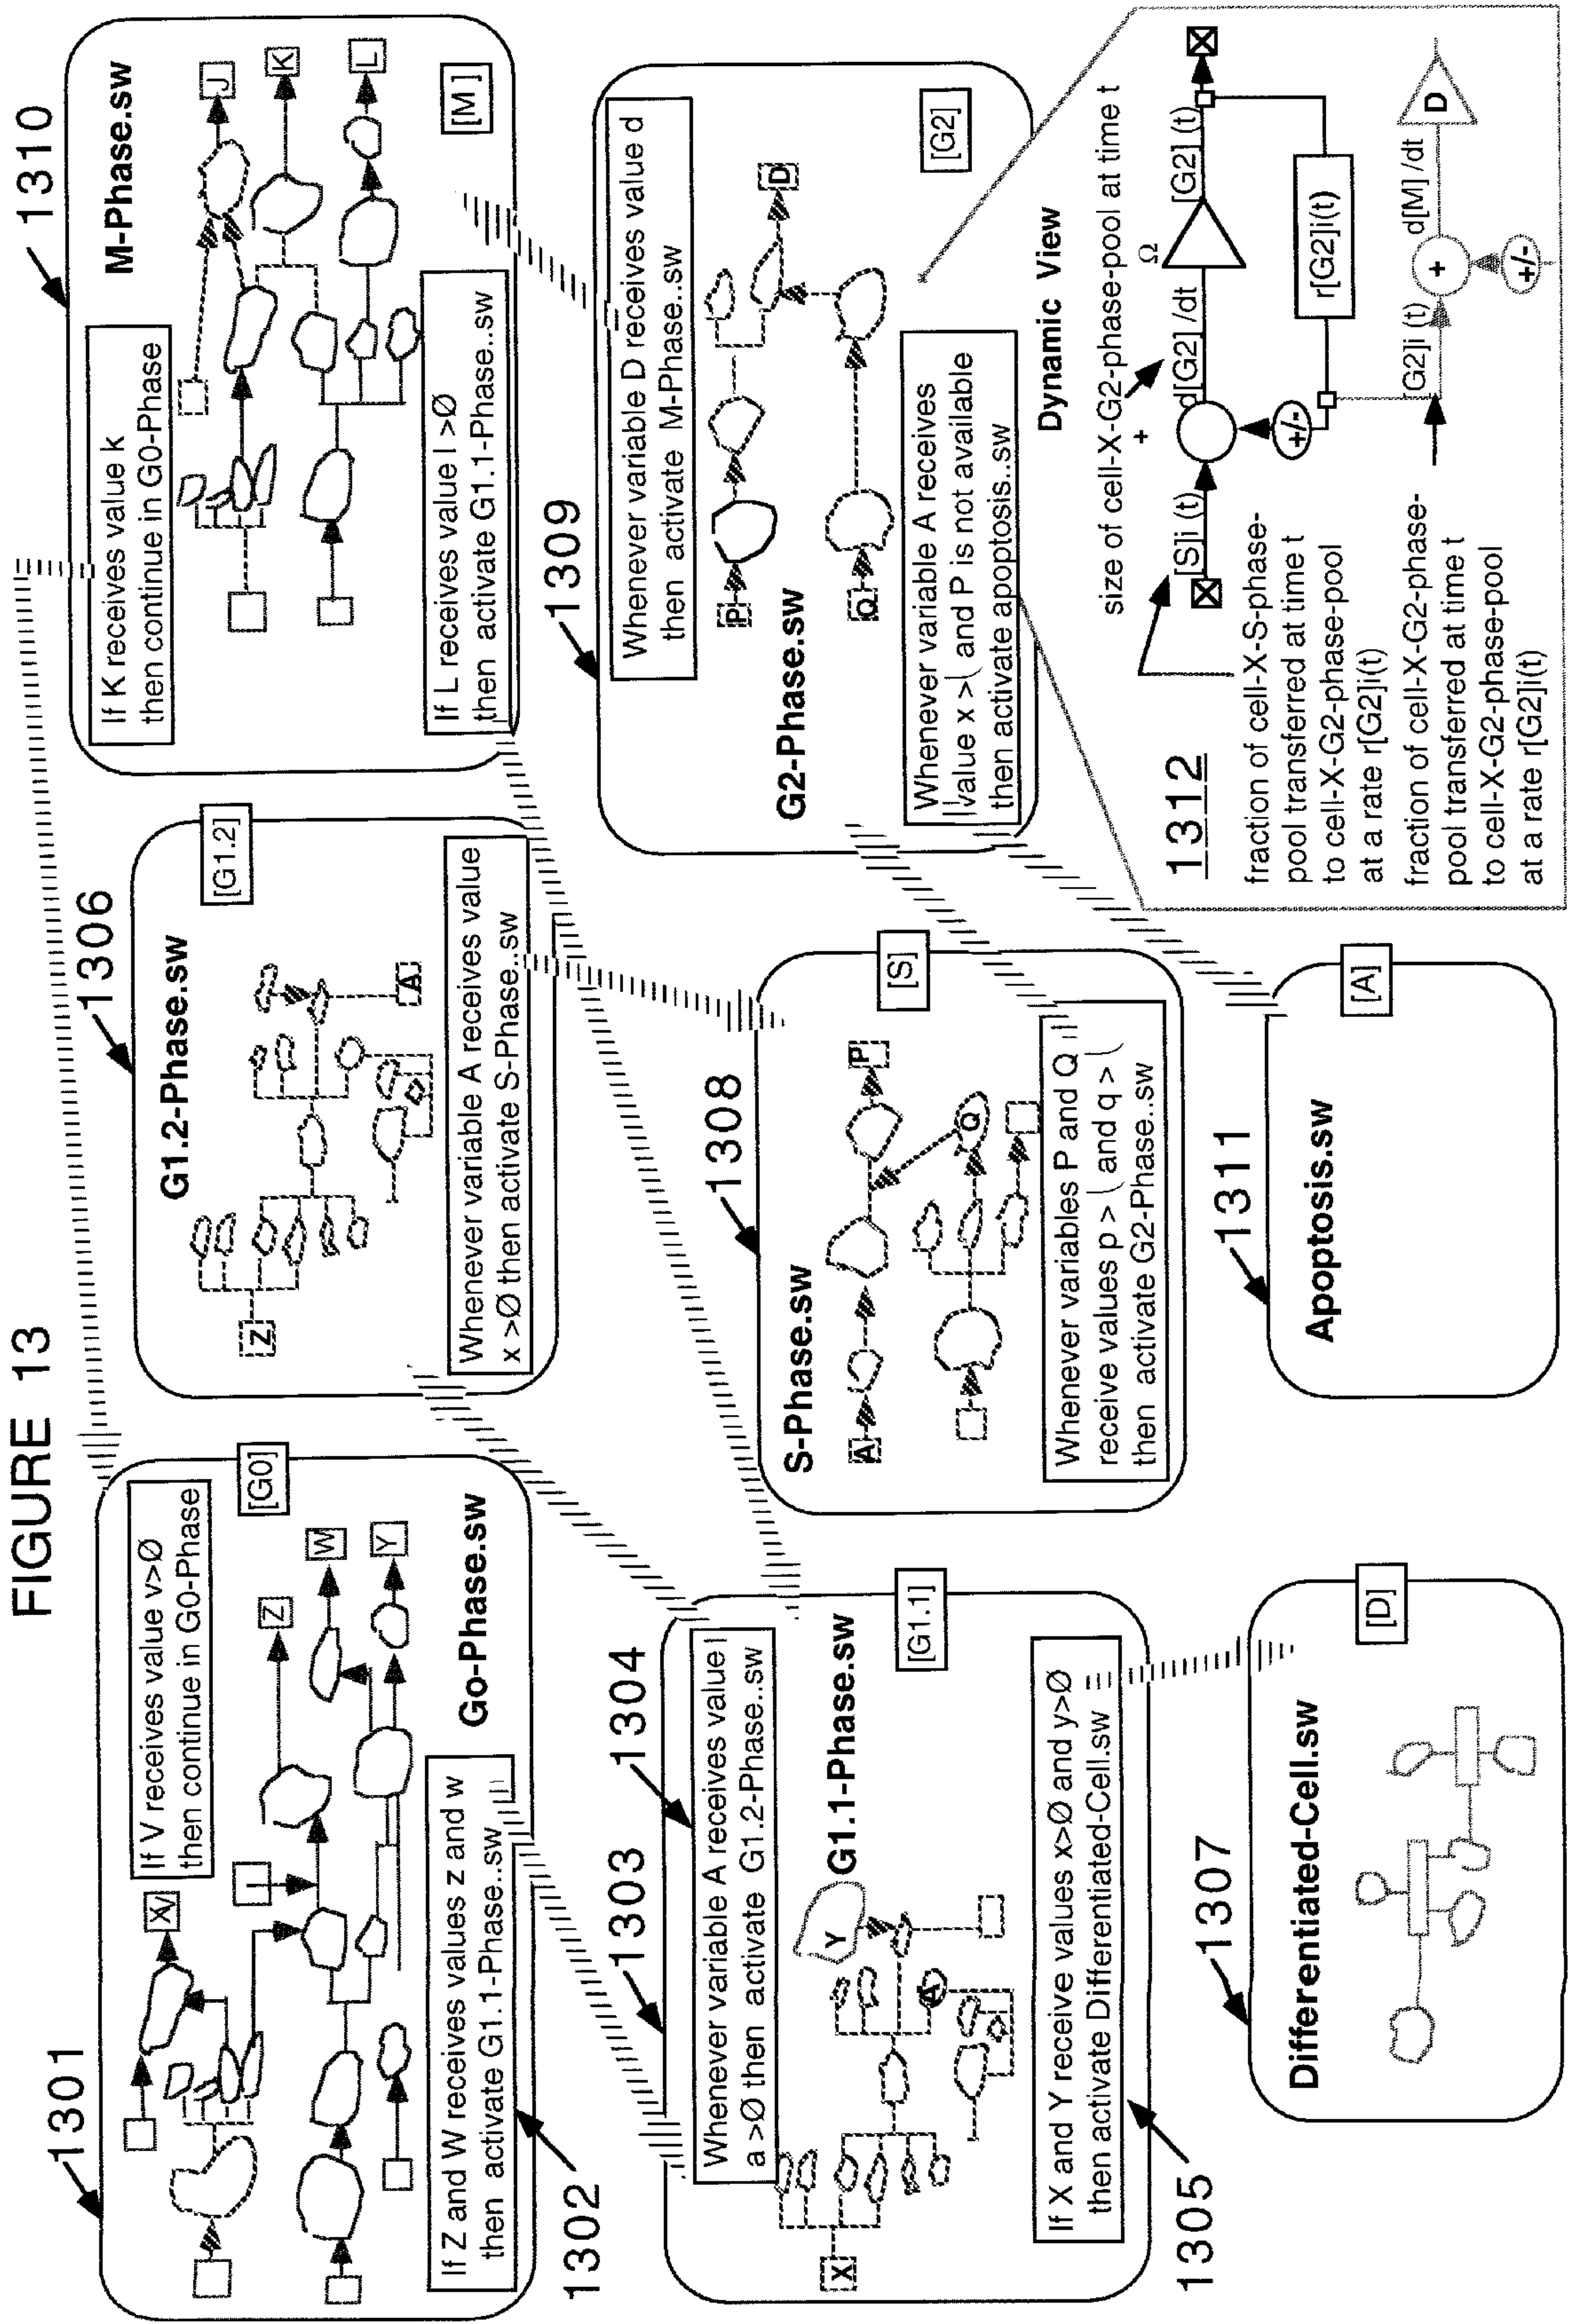 FIGURE 13
1301
If V receives value v>Ø
then continue in G0-Phase
[G0]
XV
Z
W
Y
Go-Phase.sw
If Z and W receives values z and w
then activate G1.1-Phase..sw
1302
1306
G1.2-Phase.sw
[G1.2]
Z
A
Whenever variable A receives value
x >Ø then activate S-Phase..sw
1310
M-Phase.sw
If K receives value k
then continue in G0-Phase
J
K
L
If L receives value l >Ø
then activate G1.1-Phase..sw
[M]
1303
1304
Whenever variable A receives value
a >Ø then activate G1.2-Phase..sw
Y
G1.1-Phase.sw
[G1.1]
X
A
If X and Y receive values x>Ø and y>Ø
then activate Differentiated-Cell.sw
1305
1308
S-Phase.sw
[S]
A
P
Q
Whenever variables P and Q
receive values p > ( and q > (
then activate G2-Phase.sw
1309
Whenever variable D receives value d
then activate M-Phase..sw
G2-Phase.sw
P
D
Q
[G2]
Whenever variable A receives
value x >( and P is not available
then activate apoptosis..sw
1307
Differentiated-Cell.sw
[D]
1311
Apoptosis.sw
[A]
1312
Dynamic View
size of cell-X-G2-phase-pool at time t
+
[S]i (t)
d[G2] /dt
Ω
[G2] (t)
+/-
r[G2]i(t)
fraction of cell-X-S-phase-
pool transferred at time t
to cell-X-G2-phase-pool
at a rate r[G2]i(t)
fraction of cell-X-G2-phase-
pool transferred at time t
to cell-X-G2-phase-pool
at a rate r[G2]i(t)
G2]i (t)
+
d[M] /dt
D
+/-